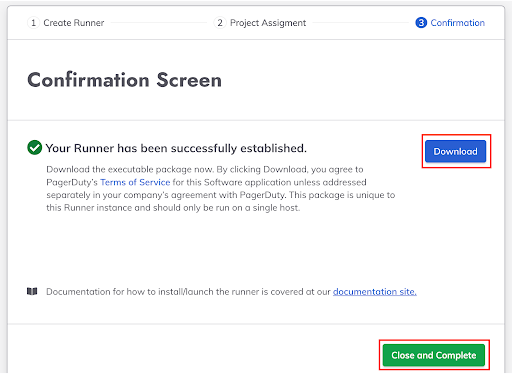 1 Create Runner 2 Project Assigment 3 Confirmation
Confirmation Screen
Your Runner has been successfully established.
Download
Download the executable package now. By clicking Download, you agree to
PagerDuty's Terms of Service for this Software application unless addressed
separately in your company's agreement with PagerDuty. This package is unique to
this Runner instance and should only be run on a single host.
Documentation for how to install/launch the runner is covered at our documentation site.
Close and Complete